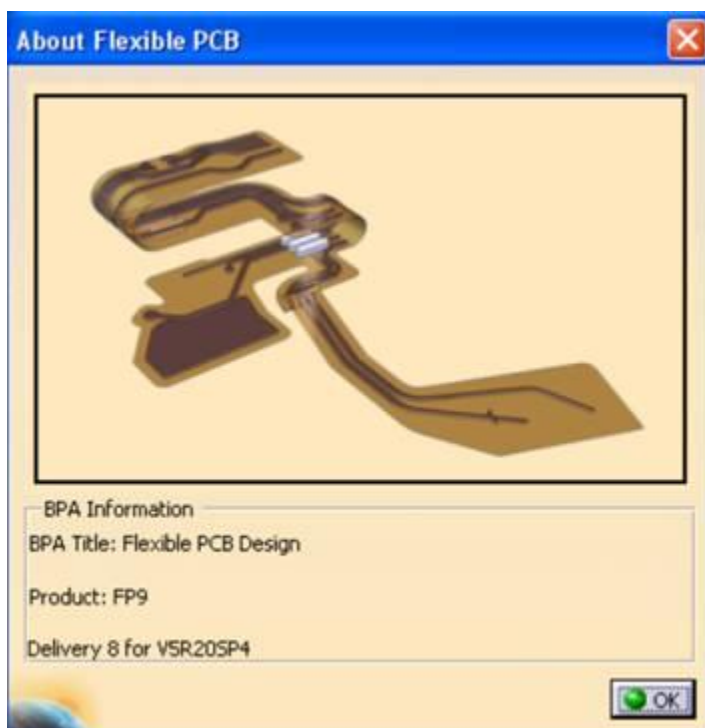 About Flexible PCB
BPA Information
BPA Title: Flexible PCB Design
Product: FP9
Delivery 8 for V5R20SP4
OK